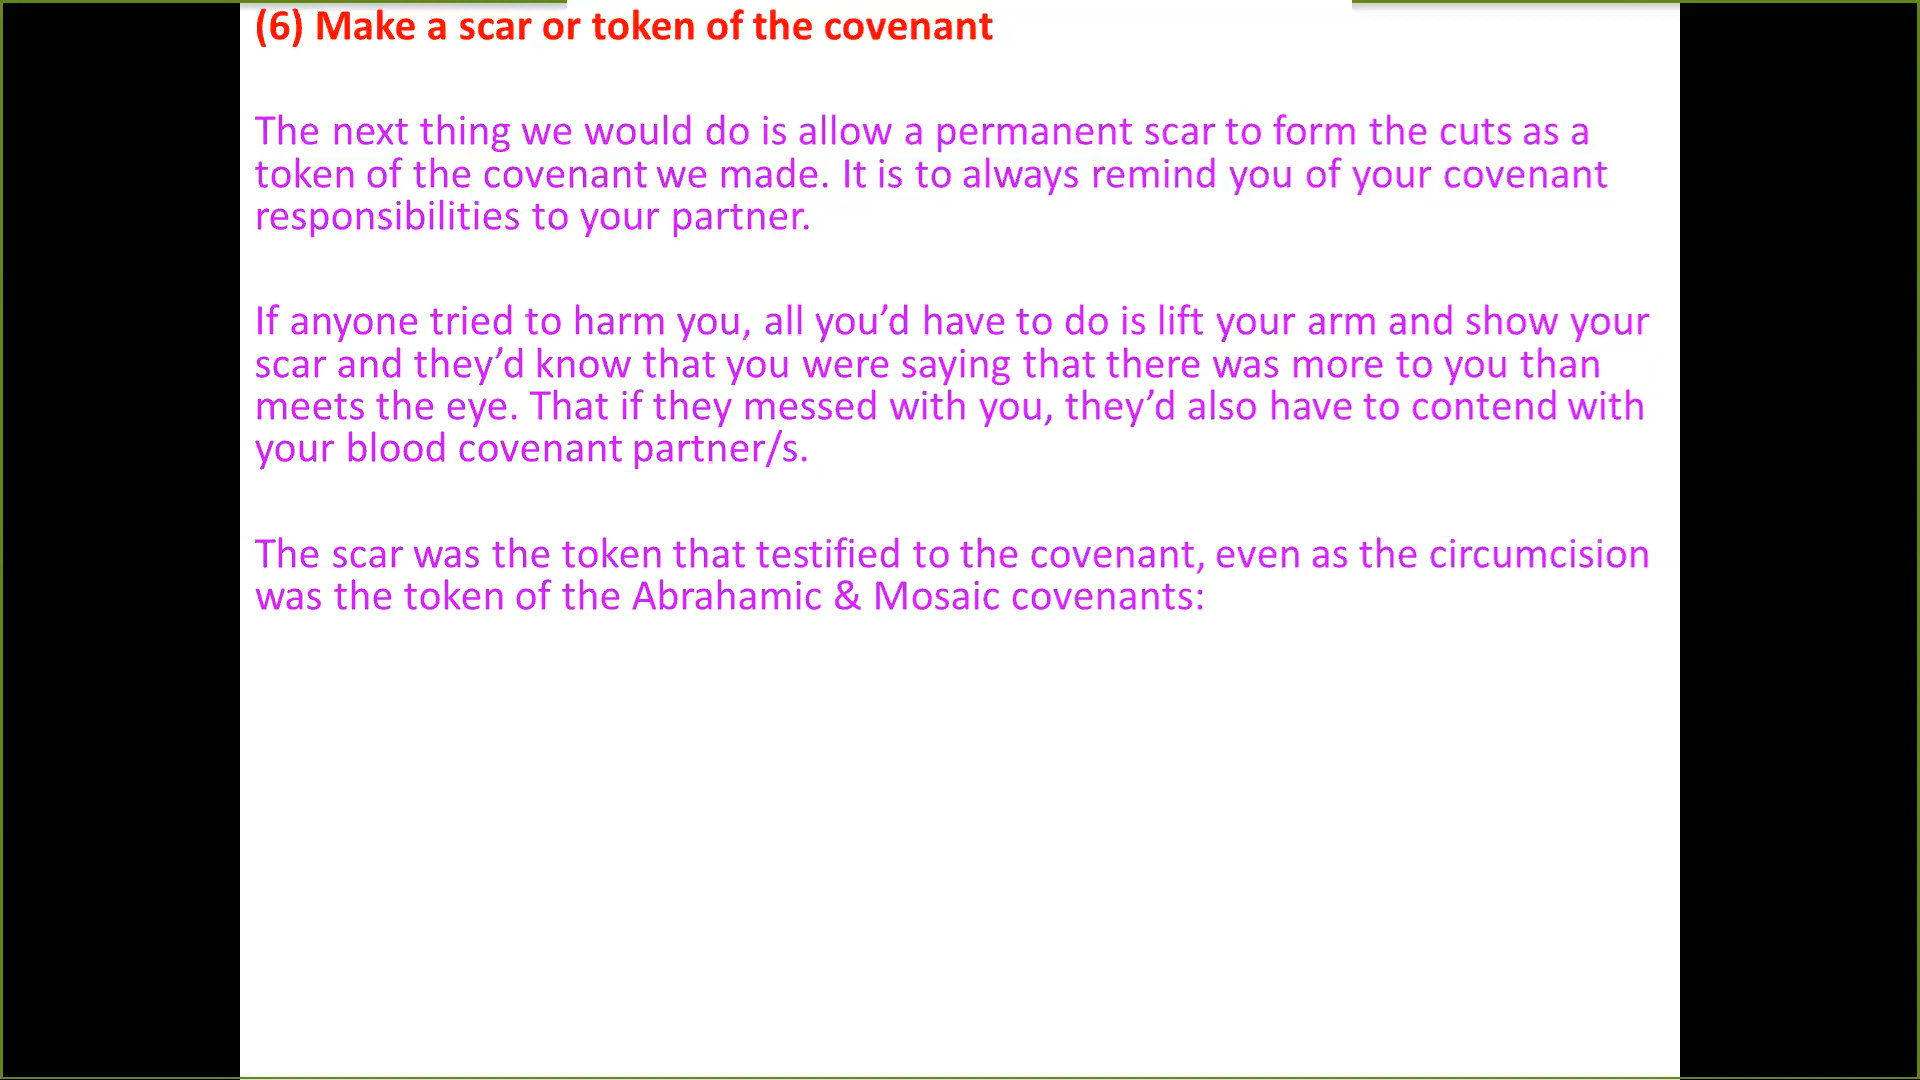 (6) Make a scar or token of the covenant
The next thing we would do is allow a permanent scar to form the cuts as a
token of the covenant we made. It is to always remind you of your covenant
responsibilities to your partner.
If anyone tried to harm you, all you’d have to do is lift your arm and show your
scar and they’d know that you were saying that there was more to you than
meets the eye. That if they messed with you, they’d also have to contend with
your blood covenant partner/s.
The scar was the token that testified to the covenant, even as the circumcision
was the token of the Abrahamic & Mosaic covenants: